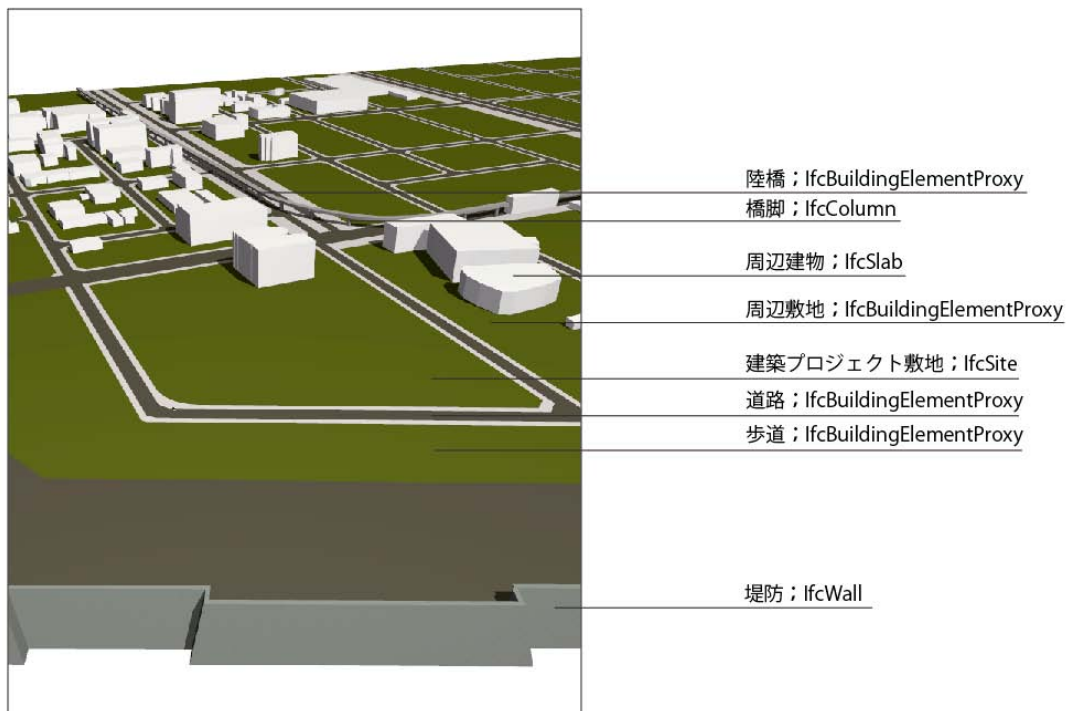 陸橋；IfcBuildingElementProxy
橋脚；IfcColumn
周辺建物；IfcSlab
周辺敷地；IfcBuildingElementProxy
建築プロジェクト敷地；IfcSite
道路；IfcBuildingElementProxy
歩道；IfcBuildingElementProxy
堤防；IfcWall